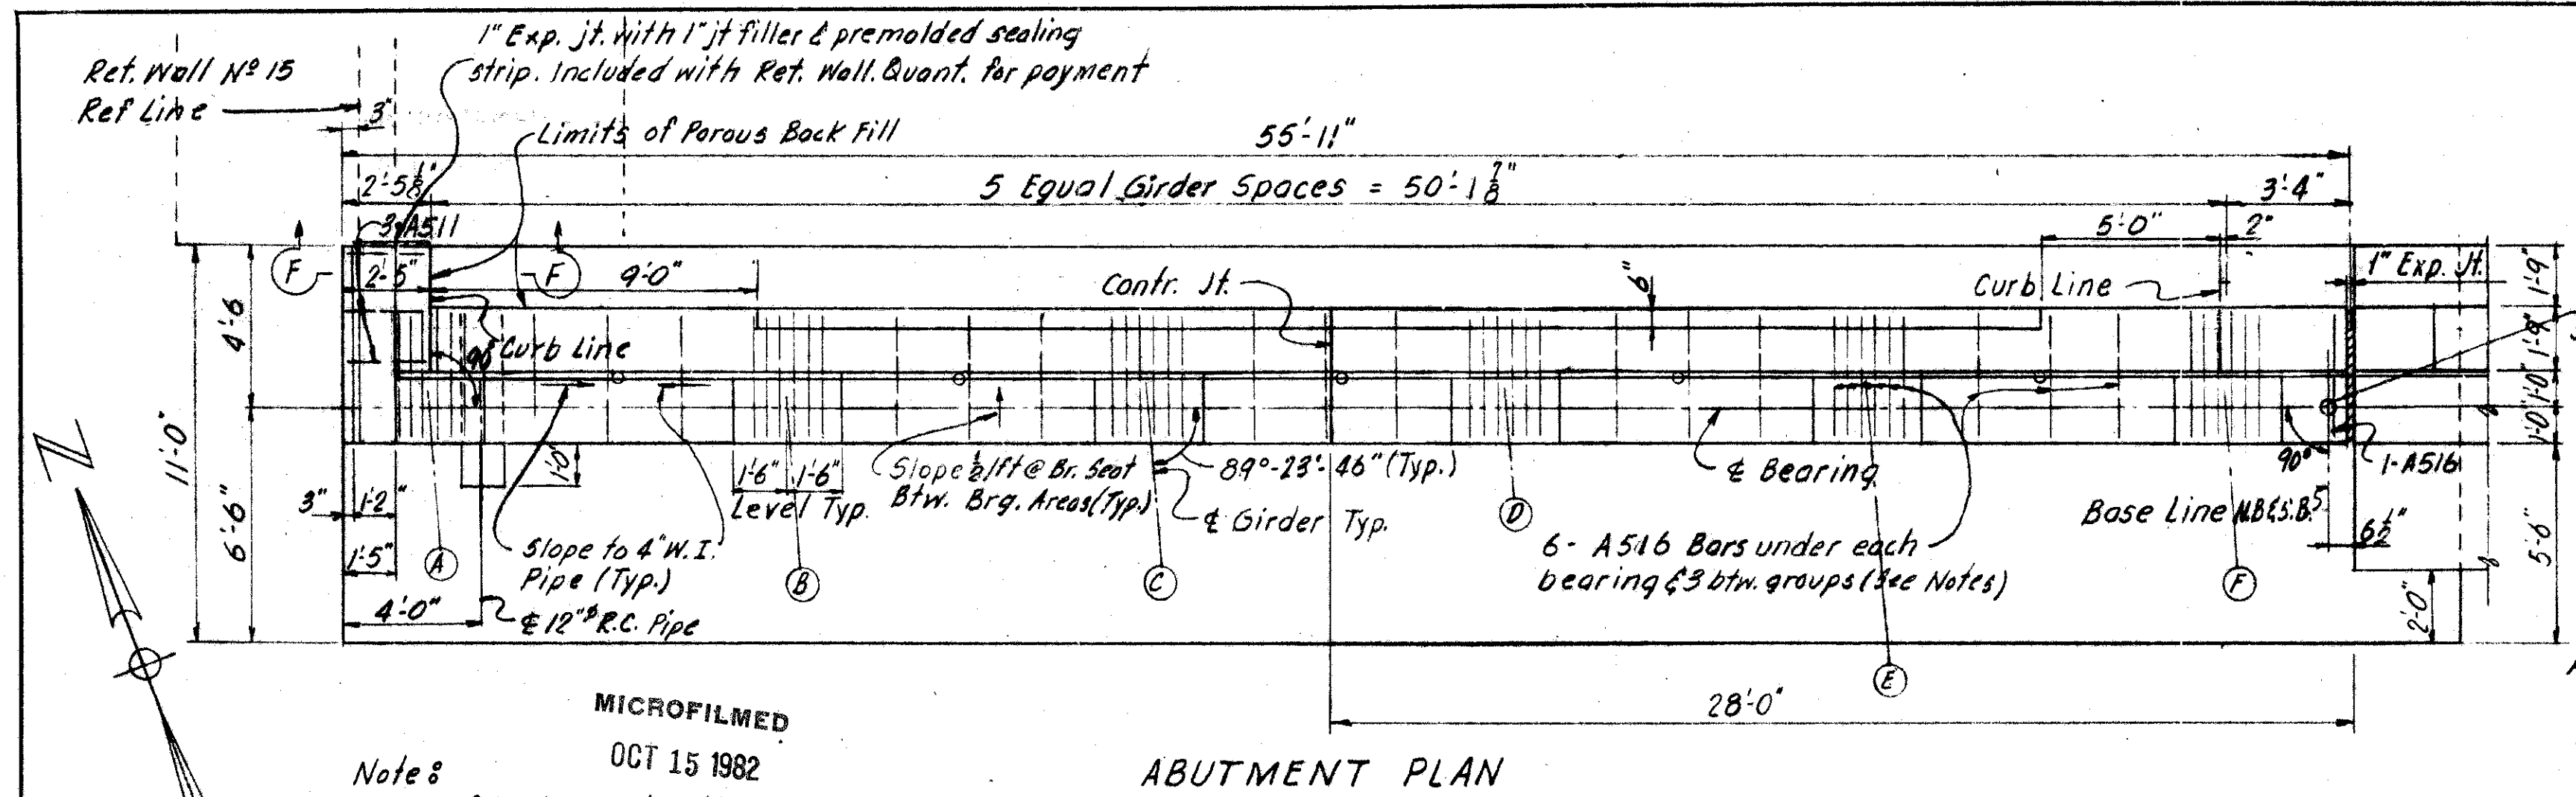 1" Exp. jt. with 1" jt filler & premolded sealing
strip. Included with Ret. Wall. Quant. for payment
Ret. Wall Nº 15
Ref Line
3"
Limits of Porous Back Fill
55'-11"
2'-5 1/8"
5 Equal Girder Spaces = 50'-1 7/8"
3'-4"
3-A511
5'-0"
2"
F
F
2'-5"
9'-0"
Contr. Jt.
6"
Curb Line
1" Exp. Jt.
1'-9"
4'-6
90°
Curb Line
1'-9"
11'-0"
1'-0"
1'-0"
6'-6"
3"
1'-2"
1'-0"
1'-6"
1'-6"
Level Typ.
Slope 1/2/ft @ Br. Seat
Btw. Brg. Areas (Typ.)
89°-23'-46" (Typ.)
₵ Girder Typ.
₵ Bearing
90°
1-A516
Base Line N.B & S.B.
6 1/2"
5'-6"
1'-5"
A
Slope to 4" W.I.
Pipe (Typ.)
B
C
D
6- A516 Bars under each
bearing & 3 btw. groups (See Notes)
F
4'-0"
₵ 12"ø R.C. Pipe
2'-0"
E
28'-0"
Z
MICROFILMED
OCT 15 1982
Note:
ABUTMENT PLAN